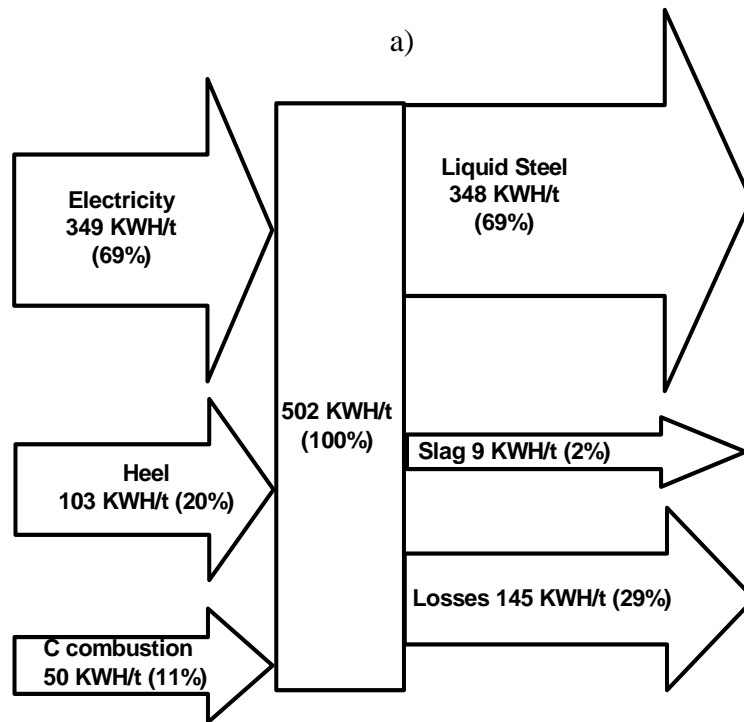 a)
Electricity
349 KWH/t
(69%)
Liquid Steel
348 KWH/t
(69%)
502 KWH/t
(100%)
Heel
103 KWH/t (20%)
Slag 9 KWH/t (2%)
Losses 145 KWH/t (29%)
C combustion
50 KWH/t (11%)